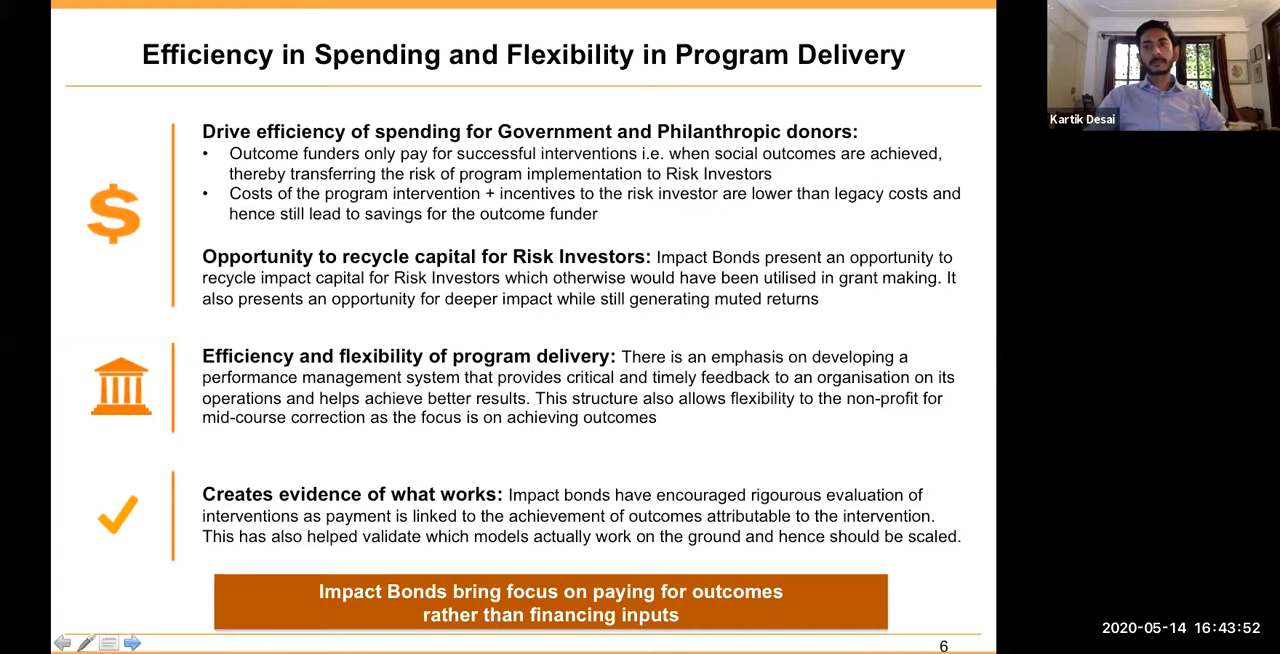 Efficiency in Spending and Flexibility in Program Delivery
Kartik Desai
Drive efficiency of spending for Government and Philanthropic donors:
• Outcome funders only pay for successful interventions i.e. when social outcomes are achieved,
thereby transferring the risk of program implementation to Risk Investors
• Costs of the program intervention + incentives to the risk investor are lower than legacy costs and
hence still lead to savings for the outcome funder
$
Opportunity to recycle capital for Risk Investors: Impact Bonds present an opportunity to
recycle impact capital for Risk Investors which otherwise would have been utilised in grant making. It
also presents an opportunity for deeper impact while still generating muted returns
Efficiency and flexibility of program delivery: There is an emphasis on developing a
performance management system that provides critical and timely feedback to an organisation on its
operations and helps achieve better results. This structure also allows flexibility to the non-profit for
mid-course correction as the focus is on achieving outcomes
Creates evidence of what works: Impact bonds have encouraged rigourous evaluation of
interventions as payment is linked to the achievement of outcomes attributable to the intervention.
This has also helped validate which models actually work on the ground and hence should be scaled.
Impact Bonds bring focus on paying for outcomes
rather than financing inputs
6
2020-05-14 16:43:52